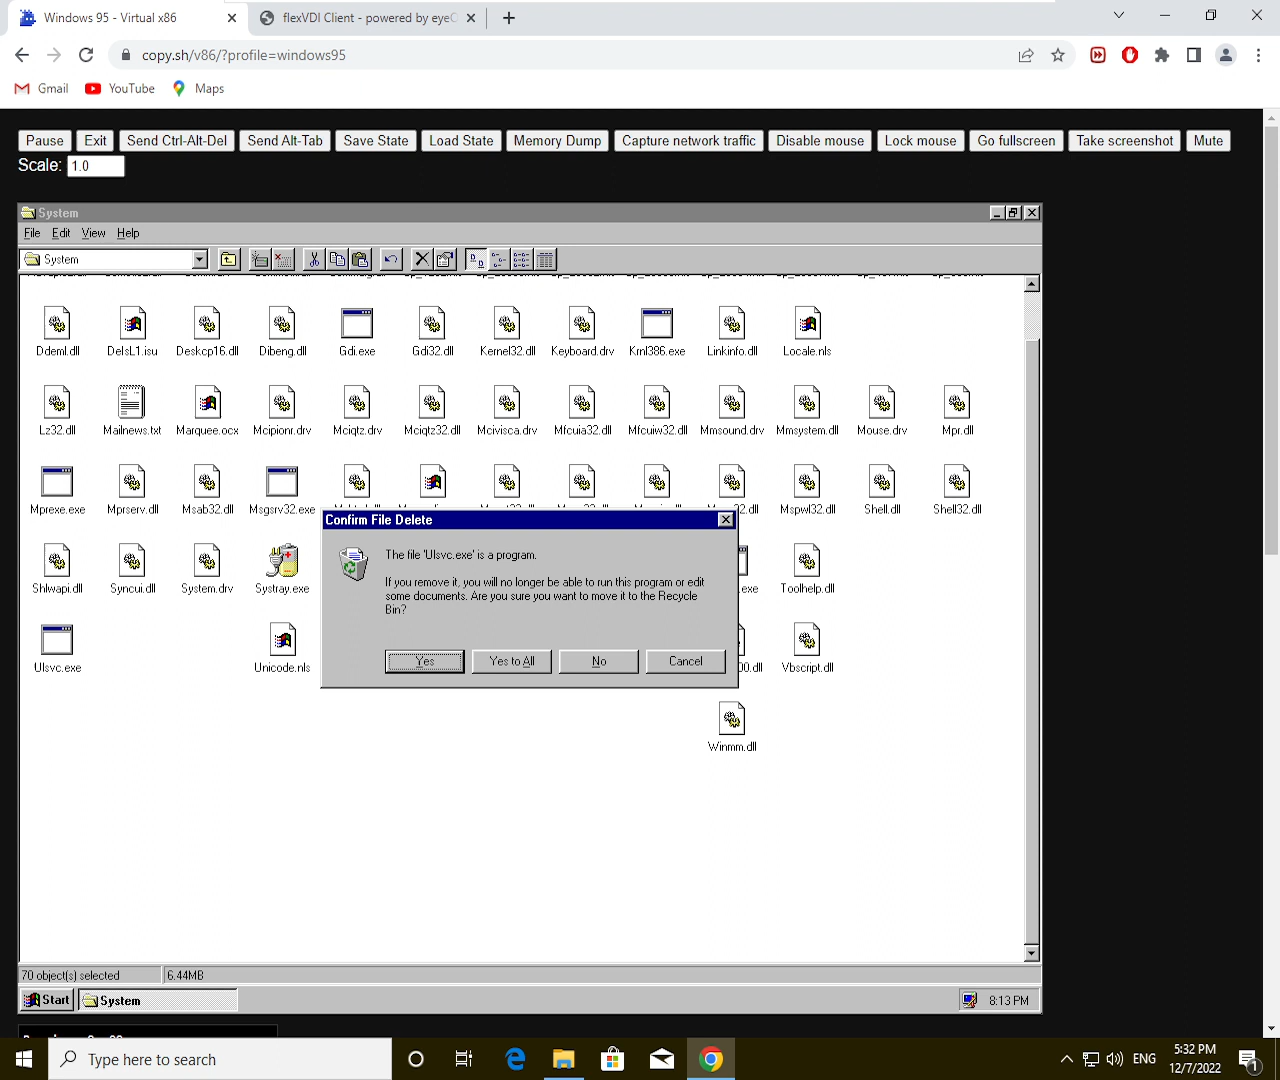 Windows 95 - Virtual x86
flexVDI Client - powered by eye
copy.sh/v86/?profile=windows95
Gmail YouTube Maps
Pause Exit Send Ctrl-Alt-Del Send Alt-Tab Save State Load State Memory Dump Capture network traffic Disable mouse Lock mouse Go fullscreen Take screenshot Mute
Scale: 1.0
System
File Edit View Help
System
Ddeml.dll DeIsL1.isu Deskcp16.dll Dibeng.dll Gdi.exe Gdi32.dll Kernel32.dll Keyboard.drv Krnl386.exe Linkinfo.dll Locale.nls
Lz32.dll Mailnews.txt Marquee.ocx Mcipionr.drv Mciqtz.drv Mciqtz32.dll Mcivisca.drv Mfcuia32.dll Mfcuiw32.dll Mmsound.drv Mmsystem.dll Mouse.drv Mpr.dll
Mprexe.exe Mprserv.dll Msab32.dll Msgsrv32.exe Mspwl32.dll Shell.dll Shell32.dll
Confirm File Delete
The file 'Ulsvc.exe' is a program.
If you remove it, you will no longer be able to run this program or edit
some documents. Are you sure you want to move it to the Recycle
Bin?
Yes Yes to All No Cancel
Shlwapi.dll Syncui.dll System.drv Systray.exe .exe Toolhelp.dll
Ulsvc.exe Unicode.nls 00.dll Vbscript.dll
Winmm.dll
70 object(s) selected 6.44MB
Start System 8:13 PM
Type here to search
ENG
5:32 PM
12/7/2022
1